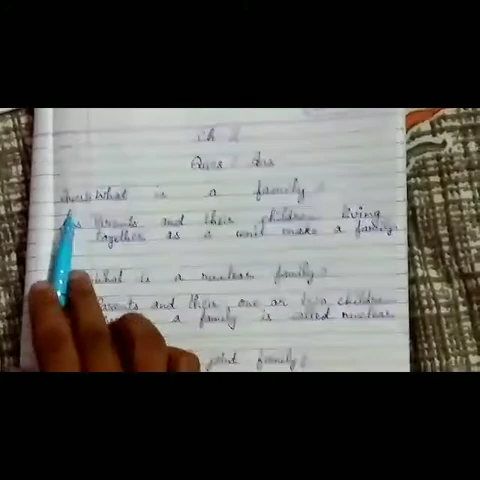 Ch
Ques / Ans
What is a family ?
Ans Parents and their children living
together as a unit make a family.
What is a nuclear family ?
Parents and their one or two children
a family is called nuclear
joint family ?